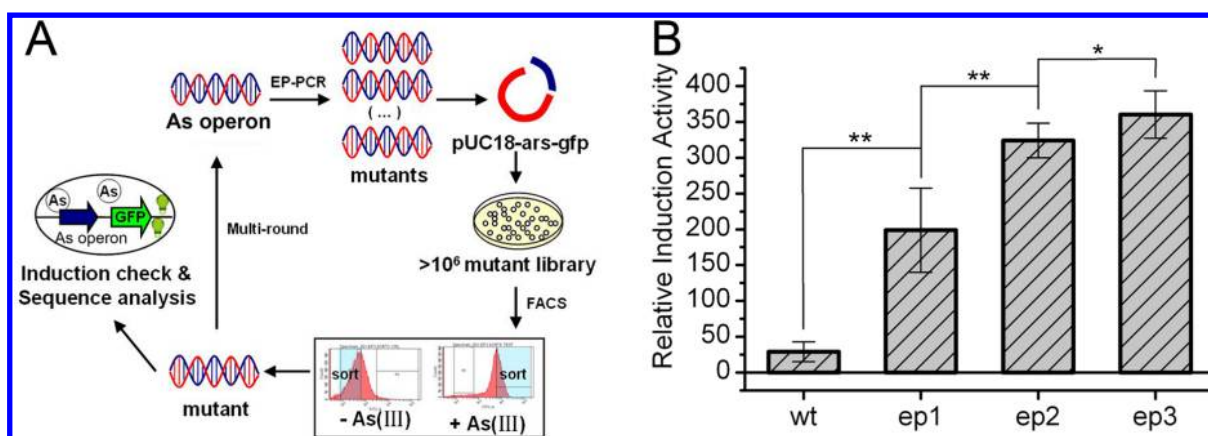 A
As operon
EP-PCR
( ... )
mutants
pUC18-ars-gfp
>10⁶ mutant library
FACS
sort
- As(III)
sort
+ As(III)
mutant
Multi-round
As
As
GFP
As operon
Induction check &
Sequence analysis
B
Relative Induction Activity
400
350
300
250
200
150
100
50
0
**
**
*
wt
ep1
ep2
ep3